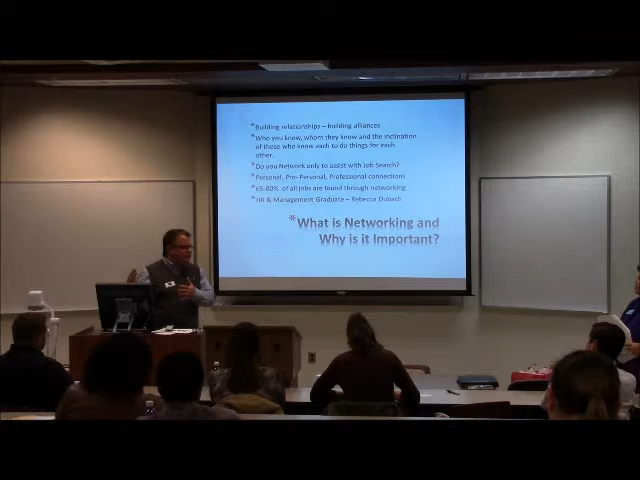 *Building relationships – building alliances
*Who you know, whom they know and the inclination
of those who know each to do things for each
other.
*Do you Network only to assist with Job Search?
*Personal, Pro- Personal, Professional connections
*65-80% of all jobs are found through networking
*HR & Management Graduate – Rebecca Dubach
*What is Networking and
Why is it Important?